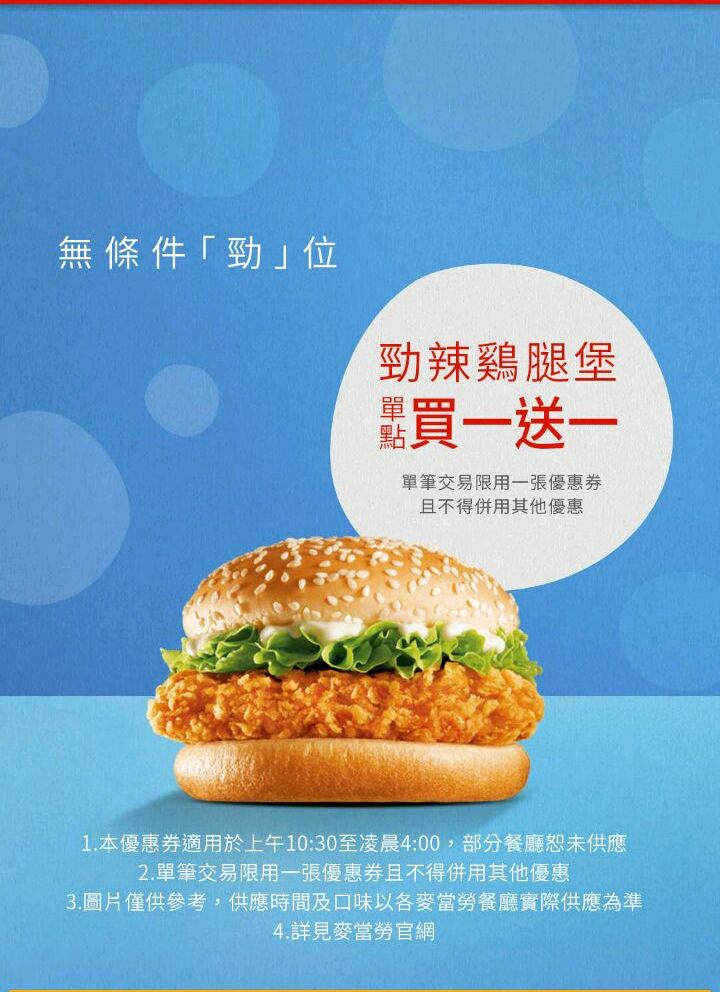 無條件「勁」位
勁辣鷄腿堡
單點買一送一
單筆交易限用一張優惠券
且不得併用其他優惠
1.本優惠券適用於上午10:30至凌晨4:00，部分餐廳恕未供應
2.單筆交易限用一張優惠券且不得併用其他優惠
3.圖片僅供參考，供應時間及口味以各麥當勞餐廳實際供應為準
4.詳見麥當勞官網